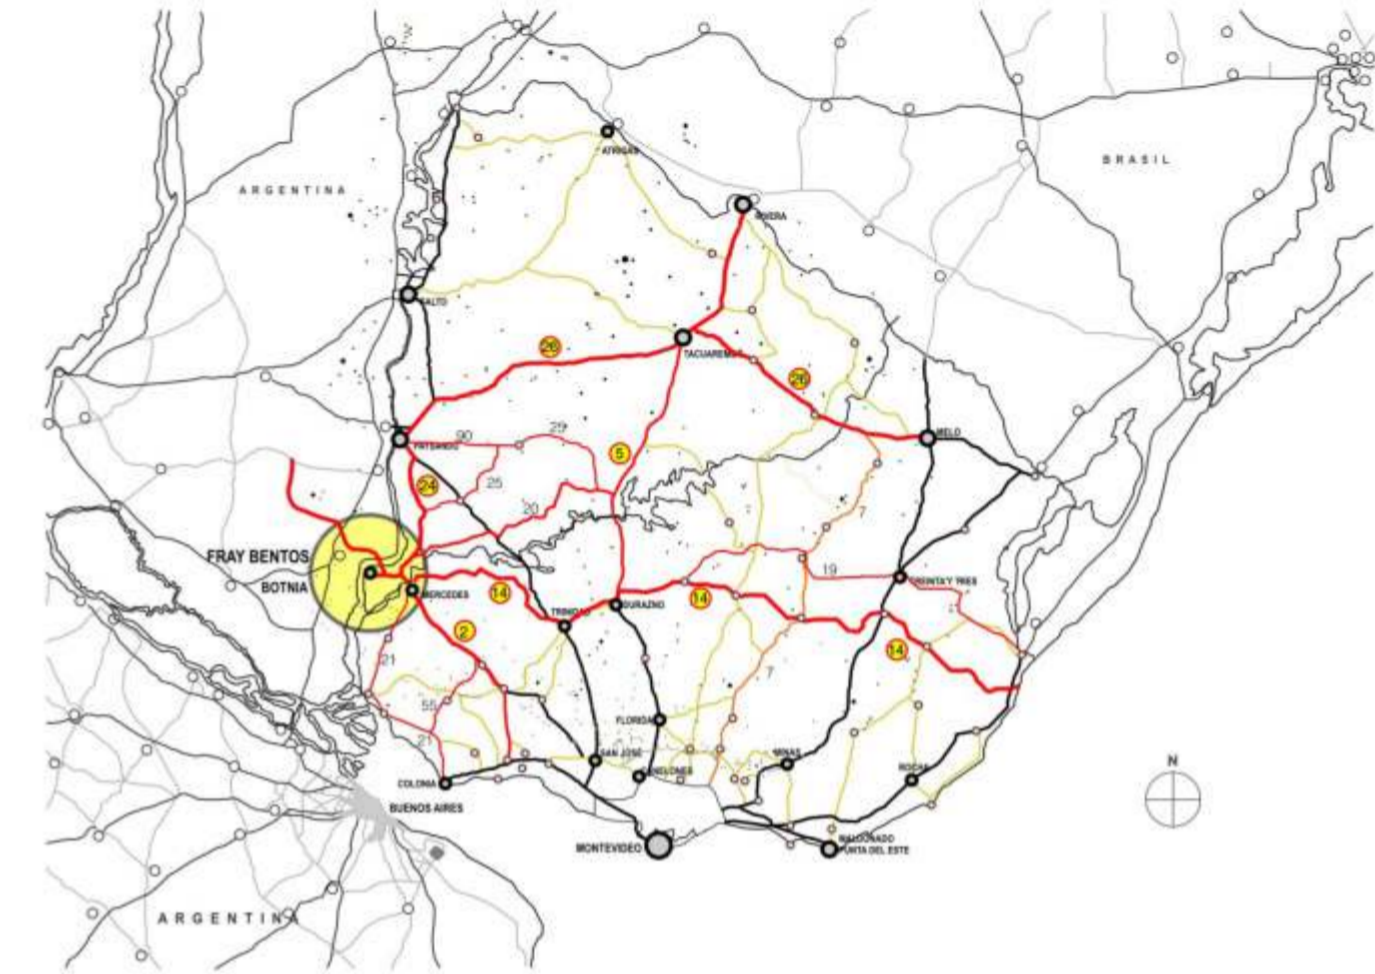 ARTIGAS
BRASIL
ARGENTINA
RIVERA
SALTO
26
TACUAREMBO
26
90
29
PAYSANDU
MELO
5
24
25
20
7
FRAY BENTOS
BOTNIA
19
TREINTA Y TRES
MERCEDES
14
14
DURAZNO
TRINIDAD
2
14
21
7
55
FLORIDA
21
SAN JOSÉ
MINAS
N
CANELONES
ROCHA
COLONIA
BUENOS AIRES
MONTEVIDEO
MALDONADO
PUNTA DEL ESTE
ARGENTINA